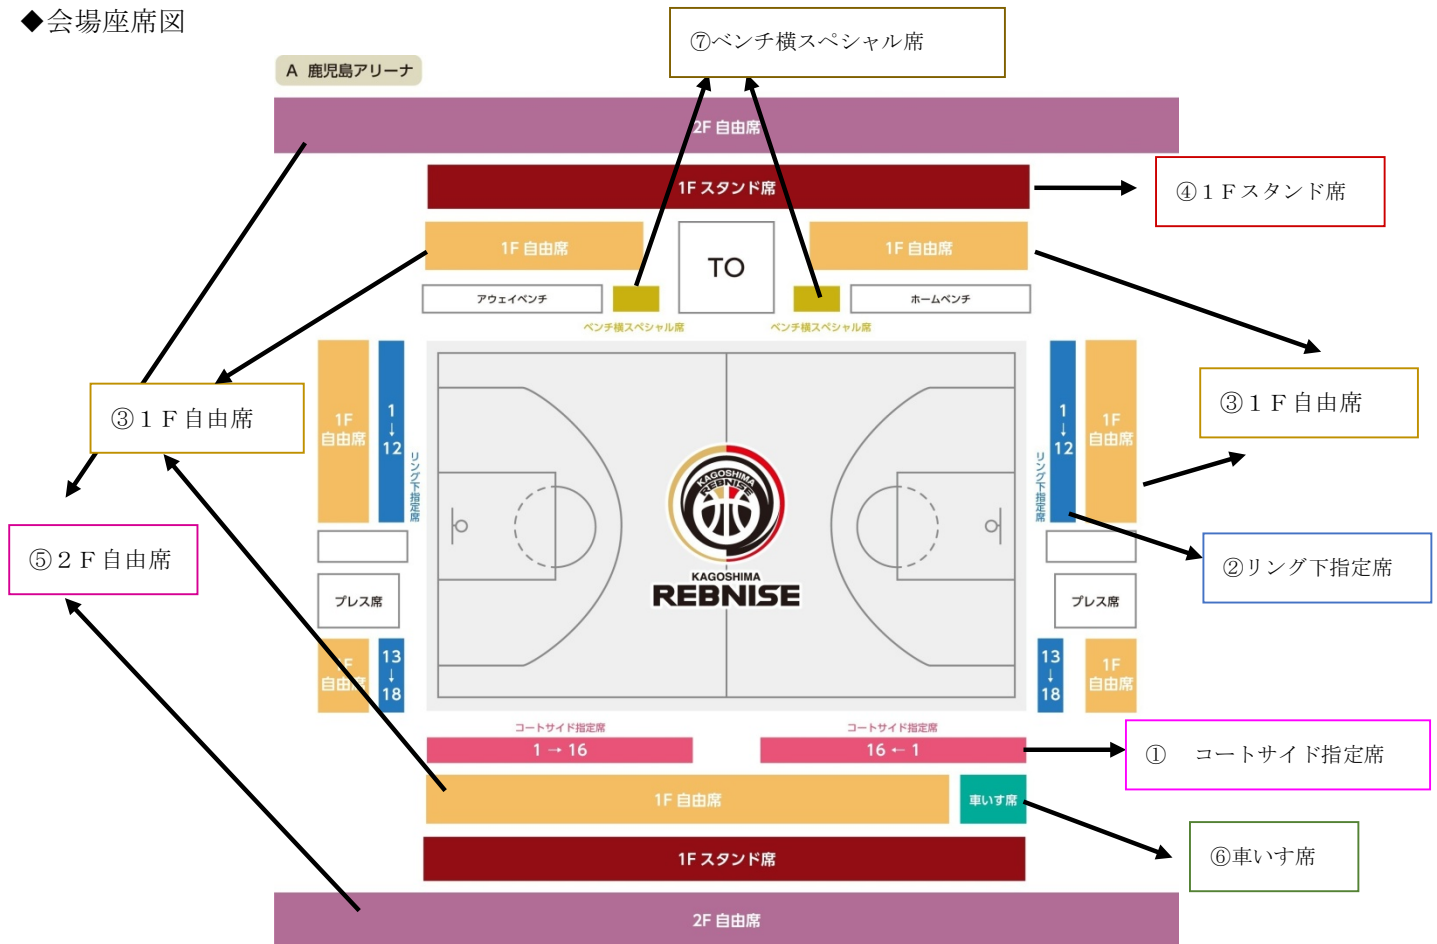 ◆会場座席図
⑦ベンチ横スペシャル席
A 鹿児島アリーナ
2F 自由席
1F スタンド席
④１Ｆスタンド席
1F 自由席
TO
1F 自由席
アウェイベンチ
ホームベンチ
ベンチ横スペシャル席
ベンチ横スペシャル席
1F
自由席
1
↓
12
リング下指定席
③１Ｆ自由席
リング下指定席
1
↓
12
1F
自由席
③１Ｆ自由席
KAGOSHIMA
REBNISE
KAGOSHIMA
REBNISE
⑤２Ｆ自由席
②リング下指定席
プレス席
プレス席
1F
自由席
13
↓
18
13
↓
18
1F
自由席
コートサイド指定席
1 → 16
コートサイド指定席
16 ← 1
① コートサイド指定席
1F 自由席
車いす席
⑥車いす席
1F スタンド席
2F 自由席